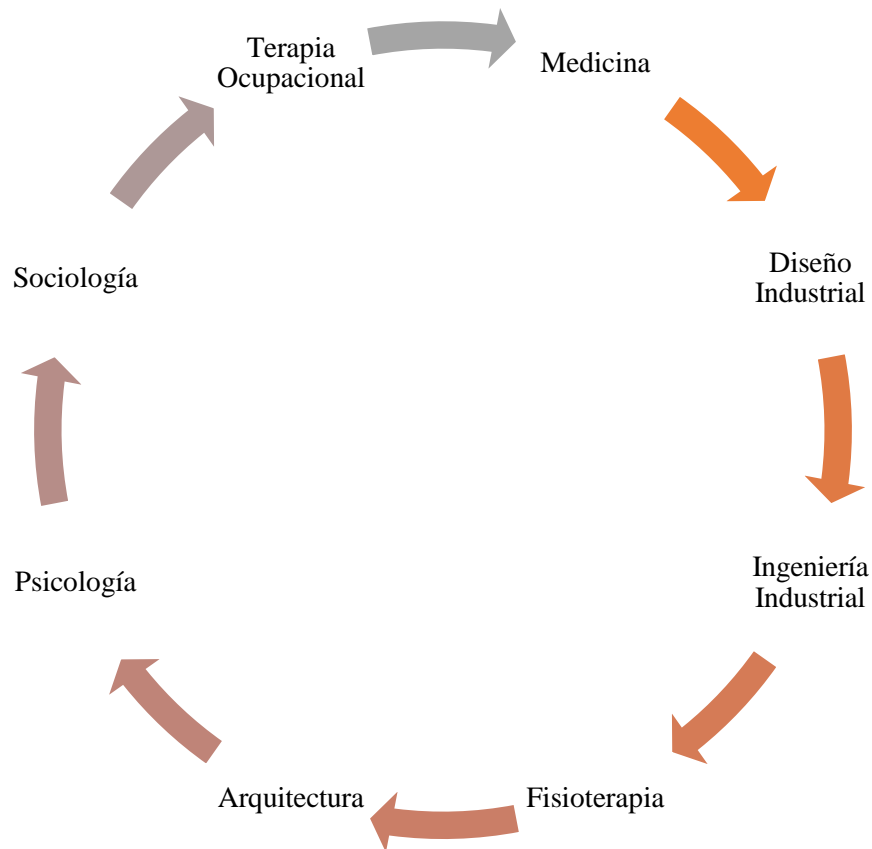 Terapia
Ocupacional
Medicina
Diseño
Industrial
Ingeniería
Industrial
Fisioterapia
Arquitectura
Psicología
Sociología